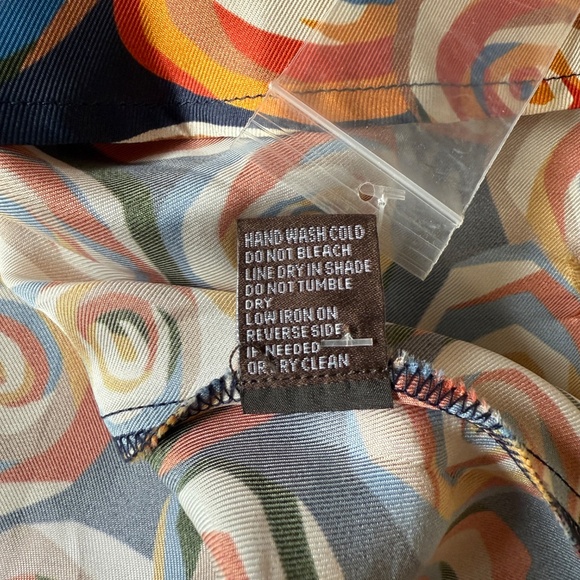 HAND WASH COLD
DO NOT BLEACH
LINE DRY IN SHADE
DO NOT TUMBLE
DRY
LOW IRON ON
REVERSE SIDE
IF NEEDED
OR DRY CLEAN